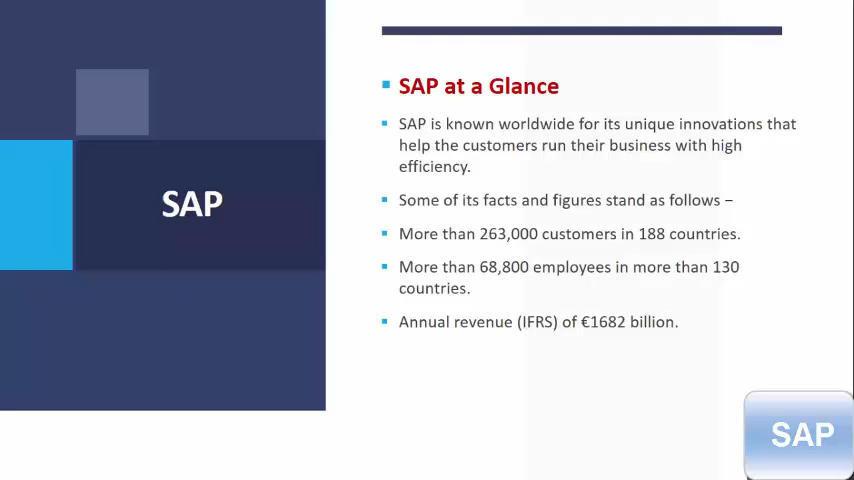 SAP
SAP at a Glance
SAP is known worldwide for its unique innovations that
help the customers run their business with high
efficiency.
Some of its facts and figures stand as follows −
More than 263,000 customers in 188 countries.
More than 68,800 employees in more than 130
countries.
Annual revenue (IFRS) of €1682 billion.
SAP